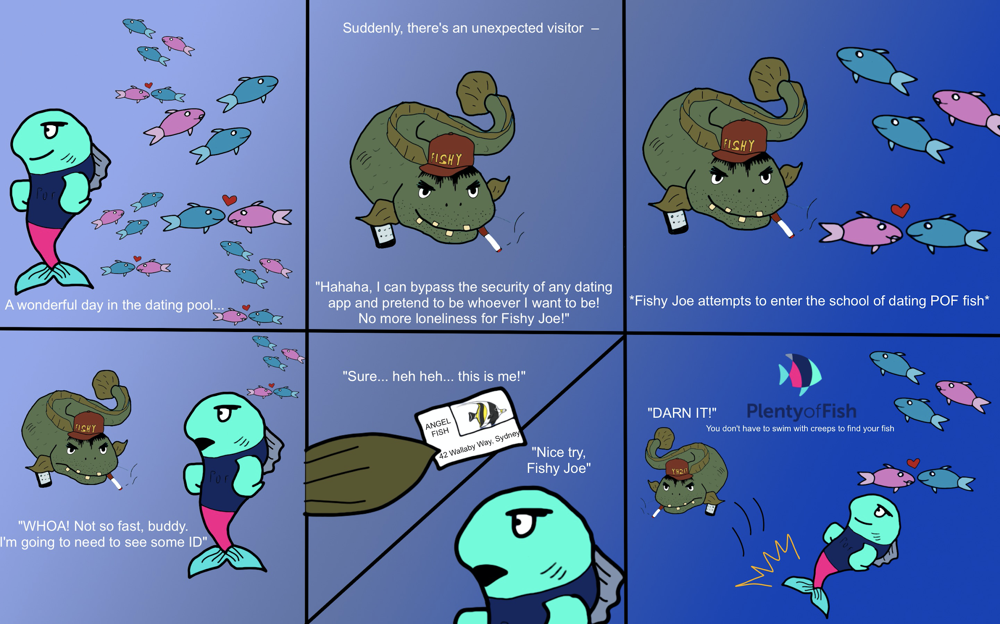 POF
A wonderful day in the dating pool...
Suddenly, there's an unexpected visitor –
FISHY
"Hahaha, I can bypass the security of any dating
app and pretend to be whoever I want to be!
No more loneliness for Fishy Joe!"
FISHY
*Fishy Joe attempts to enter the school of dating POF fish*
FISHY
POF
"WHOA! Not so fast, buddy.
I'm going to need to see some ID"
"Sure... heh heh... this is me!"
ANGEL
FISH
42 Wallaby Way, Sydney
"Nice try,
Fishy Joe"
"DARN IT!"
PlentyofFish
You don't have to swim with creeps to find your fish
FISHY
POF